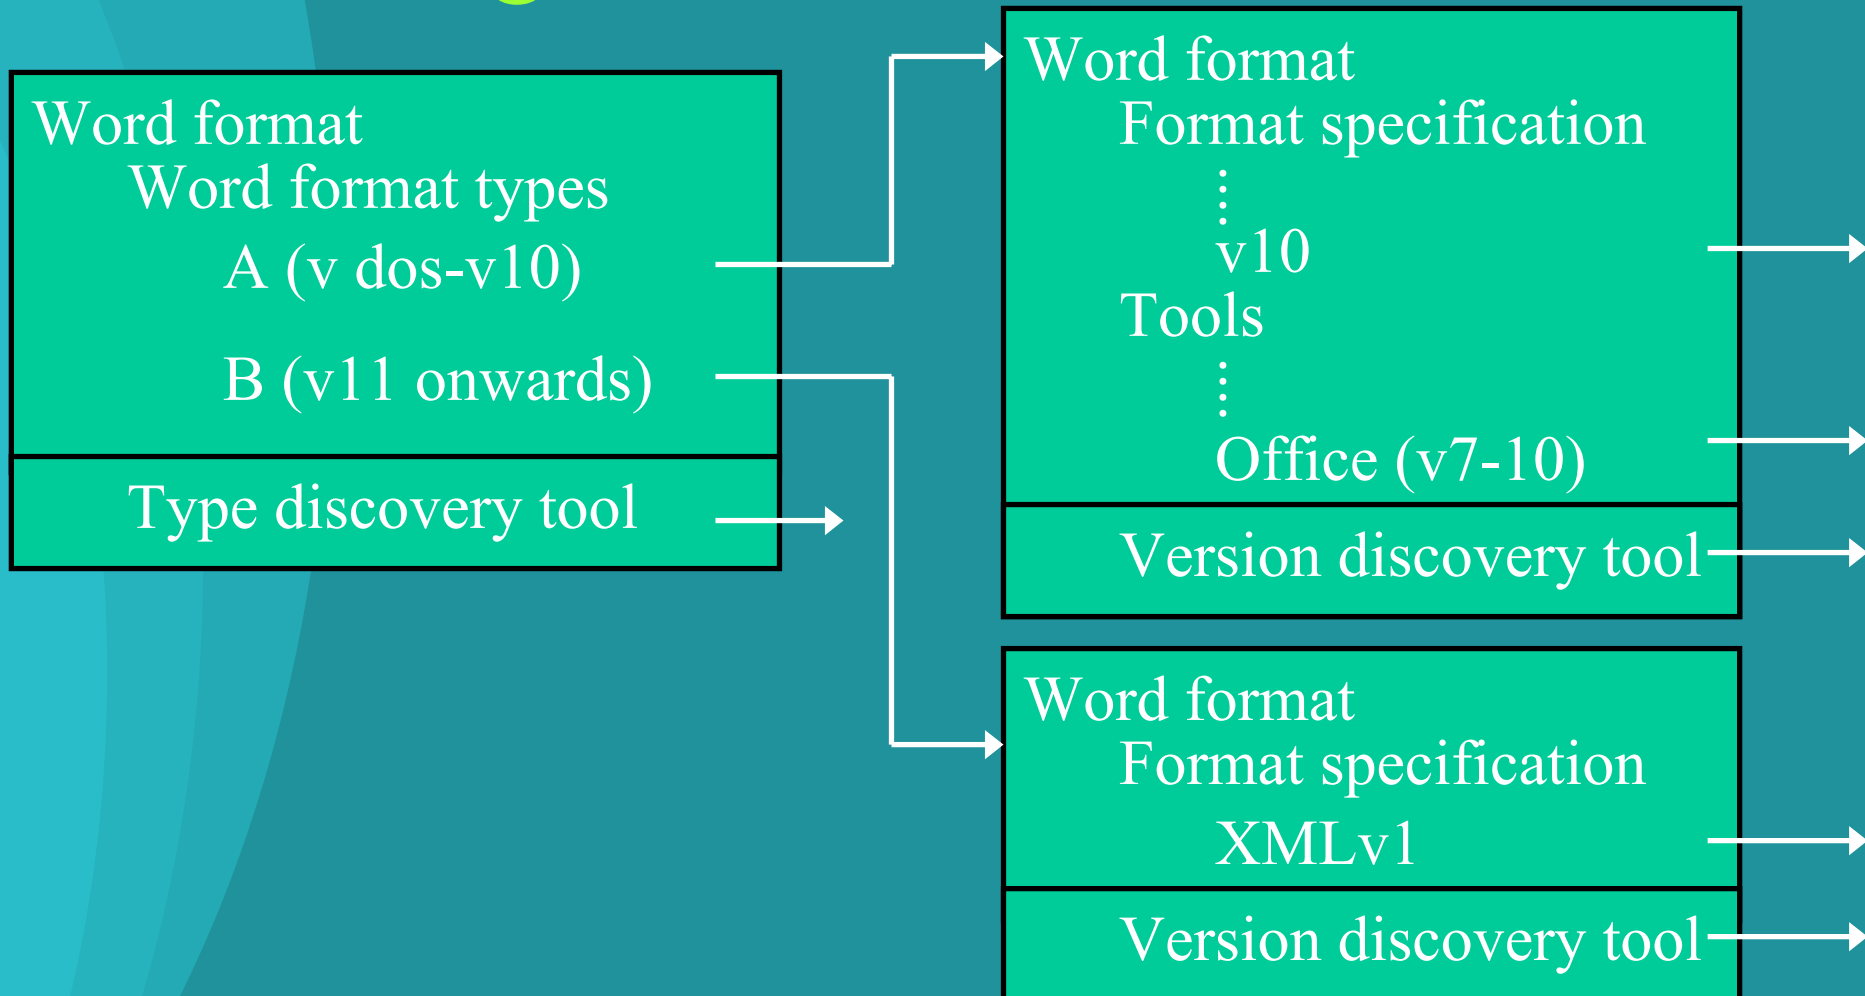 Word format
Word format types
A (v dos-v10)
B (v11 onwards)
Type discovery tool
Word format
Format specification
v10
Tools
Office (v7-10)
Version discovery tool
Word format
Format specification
XMLv1
Version discovery tool